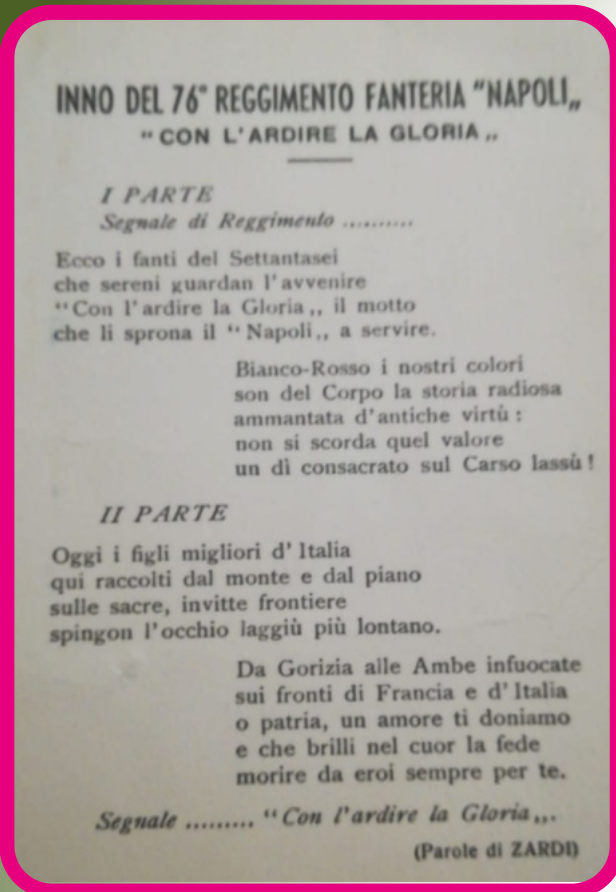 INNO DEL 76° REGGIMENTO FANTERIA "NAPOLI„
"CON L'ARDIRE LA GLORIA„
I PARTE
Segnale di Reggimento ..........
Ecco i fanti del Settantasei
che sereni guardan l'avvenire
"Con l'ardire la Gloria„ il motto
che li sprona il "Napoli„ a servire.
Bianco-Rosso i nostri colori
son del Corpo la storia radiosa
ammantata d'antiche virtù :
non si scorda quel valore
un dì consacrato sul Carso lassù !
II PARTE
Oggi i figli migliori d'Italia
qui raccolti dal monte e dal piano
sulle sacre, invitte frontiere
spingon l'occhio laggiù più lontano.
Da Gorizia alle Ambe infuocate
sui fronti di Francia e d'Italia
o patria, un amore ti doniamo
e che brilli nel cuor la fede
morire da eroi sempre per te.
Segnale ......... "Con l'ardire la Gloria„.
(Parole di ZARDI)